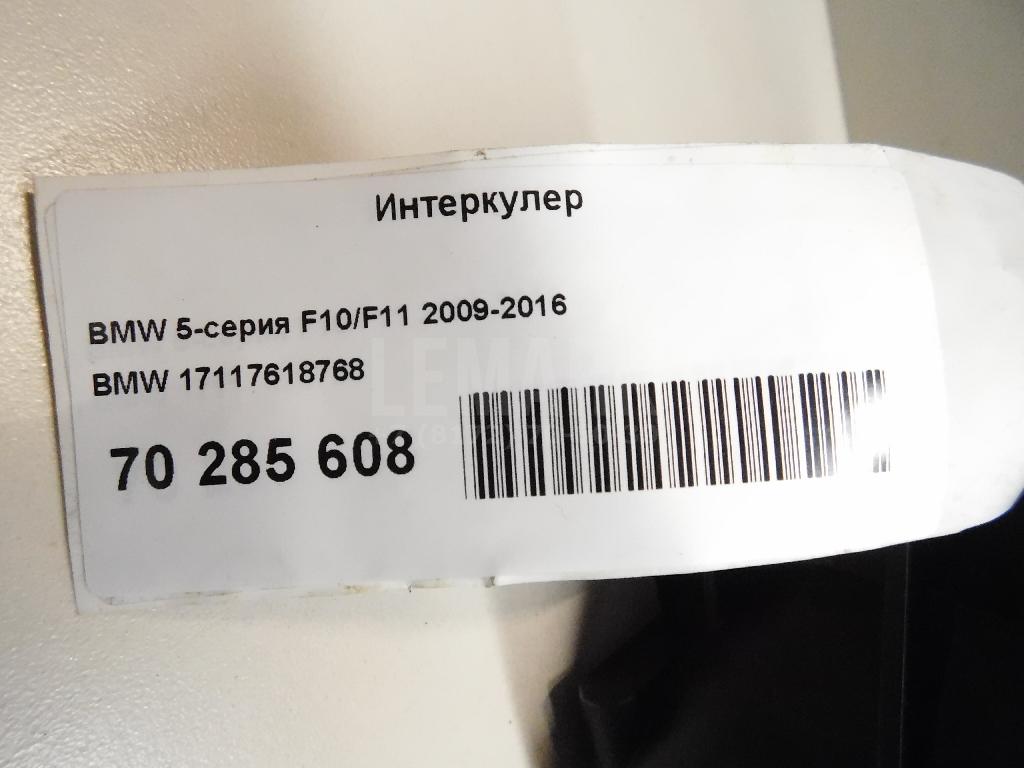 Интеркулер
BMW 5-серия F10/F11 2009-2016
BMW 17117618768
70 285 608